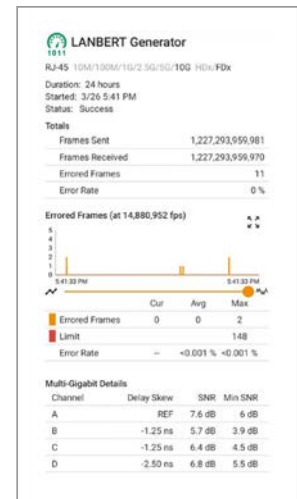 LANBERT Generator
1011
RJ-45 10M/100M/1G/2.5G/5G/10G HDx/FDx
Duration: 24 hours
Started: 3/26 5:41 PM
Status: Success
Totals
Frames Sent 1,227,293,959,981
Frames Received 1,227,293,959,970
Errored Frames 11
Error Rate 0 %
Errored Frames (at 14,880,952 fps)
5
4
3
2
1
0
5:41:33 PM 5:41:33 PM
Cur Avg Max
Errored Frames 0 0 2
Limit 148
Error Rate -- <0.001 % <0.001 %
Multi-Gigabit Details
Channel Delay Skew SNR Min SNR
A REF 7.6 dB 6 dB
B -1.25 ns 5.7 dB 3.9 dB
C -1.25 ns 6.4 dB 4.5 dB
D -2.50 ns 6.8 dB 5.5 dB